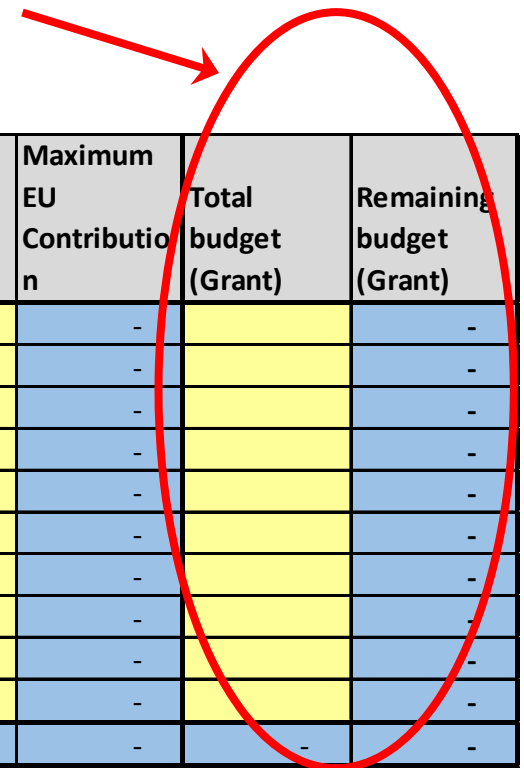 Maximum
EU
Contributio
n
Total
budget
(Grant)
Remaining
budget
(Grant)
- -
- -
- -
- -
- -
- -
- -
- -
- -
- -
- - -